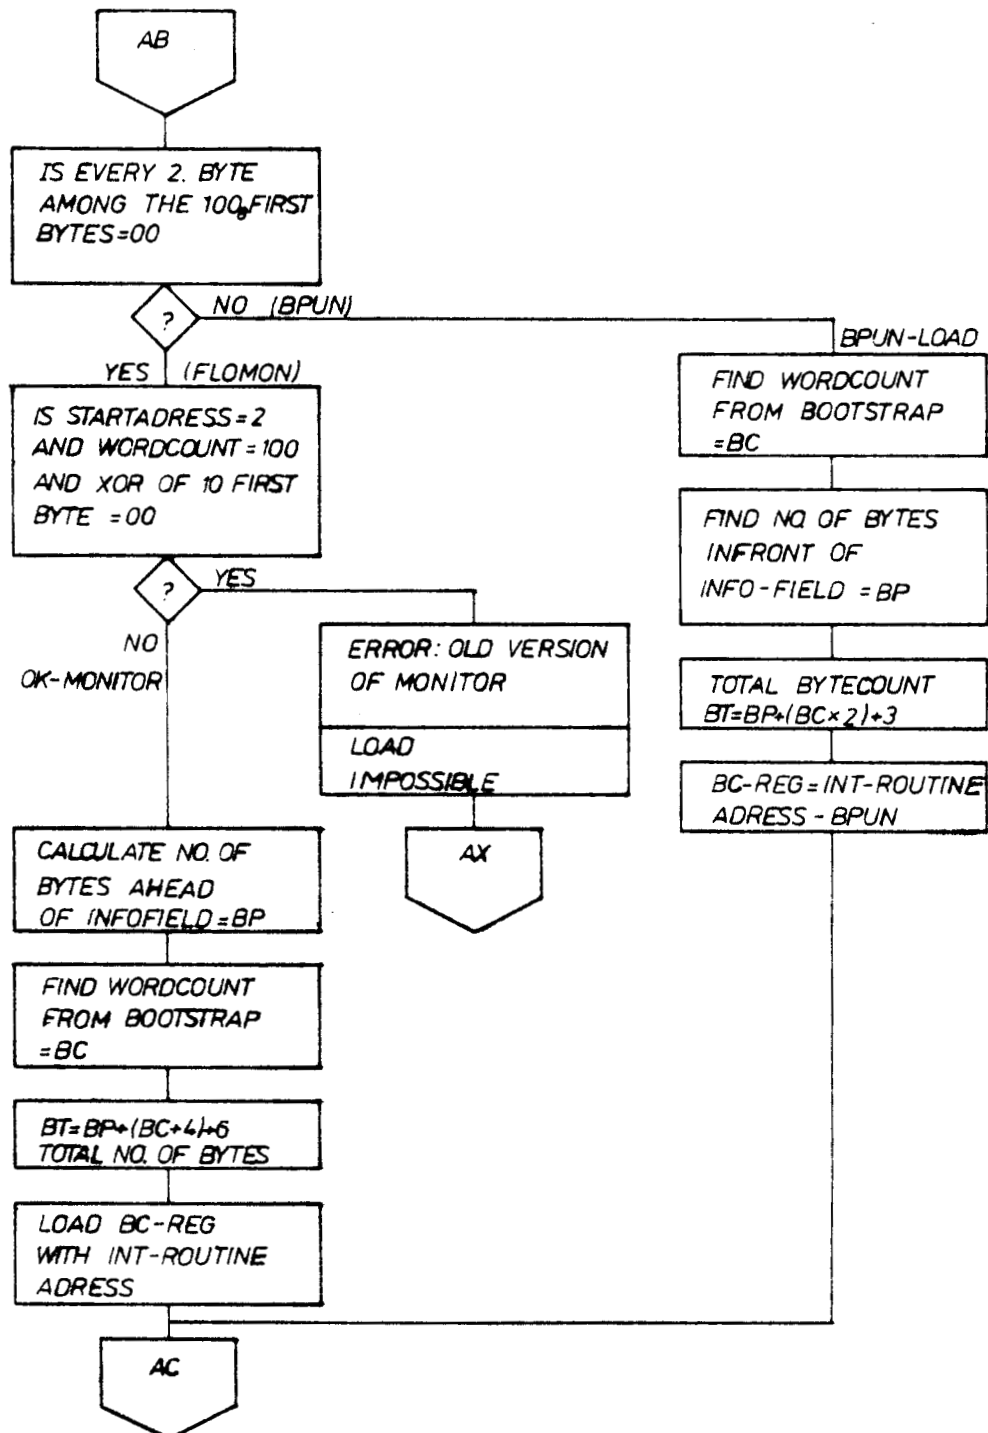 AB
IS EVERY 2. BYTE
AMONG THE 100₈ FIRST
BYTES=00
?
NO (BPUN)
YES (FLOMON)
BPUN-LOAD
FIND WORDCOUNT
FROM BOOTSTRAP
=BC
IS STARTADRESS=2
AND WORDCOUNT=100
AND XOR OF 10 FIRST
BYTE =00
FIND NO. OF BYTES
INFRONT OF
INFO-FIELD =BP
?
YES
NO
OK-MONITOR
ERROR: OLD VERSION
OF MONITOR
LOAD
IMPOSSIBLE
AX
TOTAL BYTECOUNT
BT=BP+(BC×2)+3
BC-REG=INT-ROUTINE
ADRESS-BPUN
CALCULATE NO. OF
BYTES AHEAD
OF INFOFIELD=BP
FIND WORDCOUNT
FROM BOOTSTRAP
=BC
BT=BP+(BC+4)+6
TOTAL NO. OF BYTES
LOAD BC-REG
WITH INT-ROUTINE
ADRESS
AC